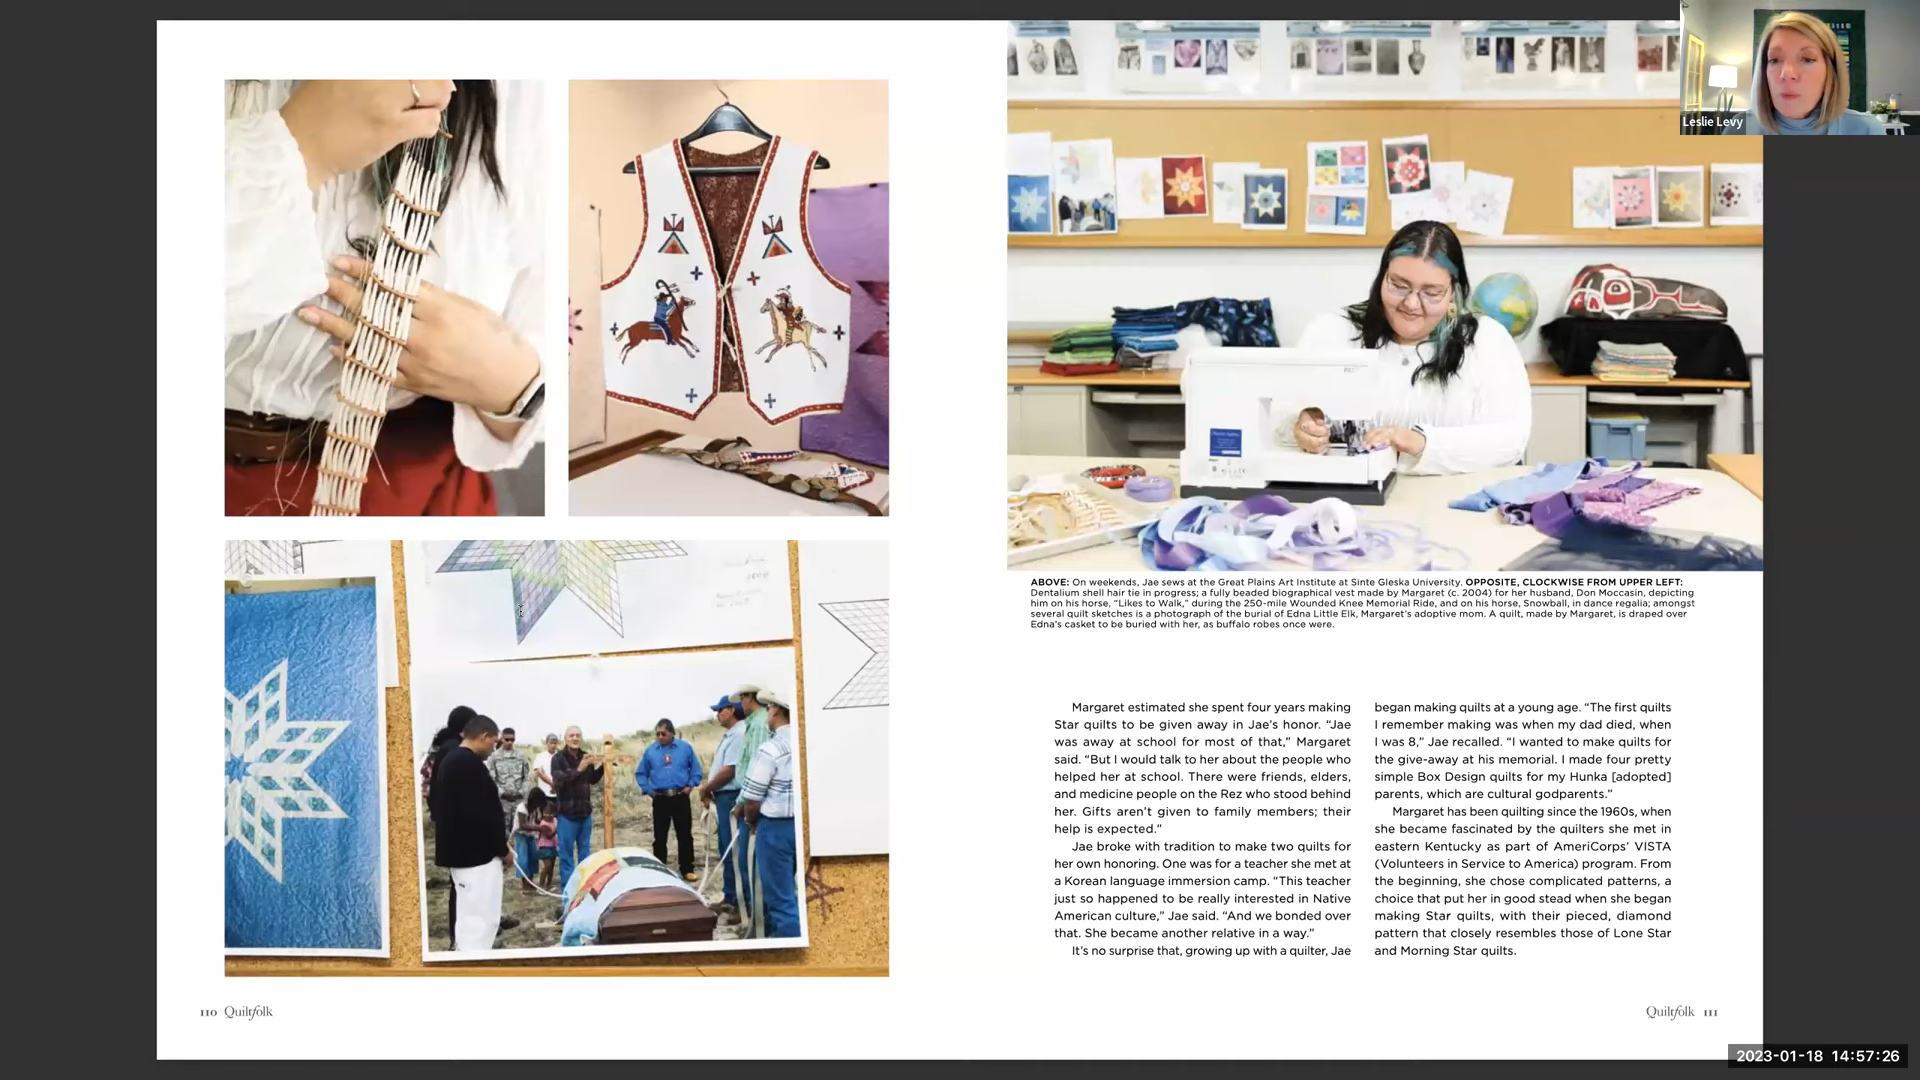 Leslie Levy
ABOVE: On weekends, Jae sews at the Great Plains Art Institute at Sinte Gleska University. OPPOSITE, CLOCKWISE FROM UPPER LEFT:
Dentalium shell hair tie in progress; a fully beaded biographical vest made by Margaret (c. 2004) for her husband, Don Moccasin, depicting
him on his horse, “Likes to Walk,” during the 250-mile Wounded Knee Memorial Ride, and on his horse, Snowball, in dance regalia; amongst
several quilt sketches is a photograph of the burial of Edna Little Elk, Margaret’s adoptive mom. A quilt, made by Margaret, is draped over
Edna’s casket to be buried with her, as buffalo robes once were.
Margaret estimated she spent four years making
Star quilts to be given away in Jae’s honor. “Jae
was away at school for most of that,” Margaret
said. “But I would talk to her about the people who
helped her at school. There were friends, elders,
and medicine people on the Rez who stood behind
her. Gifts aren’t given to family members; their
help is expected.”
Jae broke with tradition to make two quilts for
her own honoring. One was for a teacher she met at
a Korean language immersion camp. “This teacher
just so happened to be really interested in Native
American culture,” Jae said. “And we bonded over
that. She became another relative in a way.”
It’s no surprise that, growing up with a quilter, Jae
began making quilts at a young age. “The first quilts
I remember making was when my dad died, when
I was 8,” Jae recalled. “I wanted to make quilts for
the give-away at his memorial. I made four pretty
simple Box Design quilts for my Hunka [adopted]
parents, which are cultural godparents.”
Margaret has been quilting since the 1960s, when
she became fascinated by the quilters she met in
eastern Kentucky as part of AmeriCorps’ VISTA
(Volunteers in Service to America) program. From
the beginning, she chose complicated patterns, a
choice that put her in good stead when she began
making Star quilts, with their pieced, diamond
pattern that closely resembles those of Lone Star
and Morning Star quilts.
110 Quiltfolk
Quiltfolk 111
2023-01-18 14:57:26